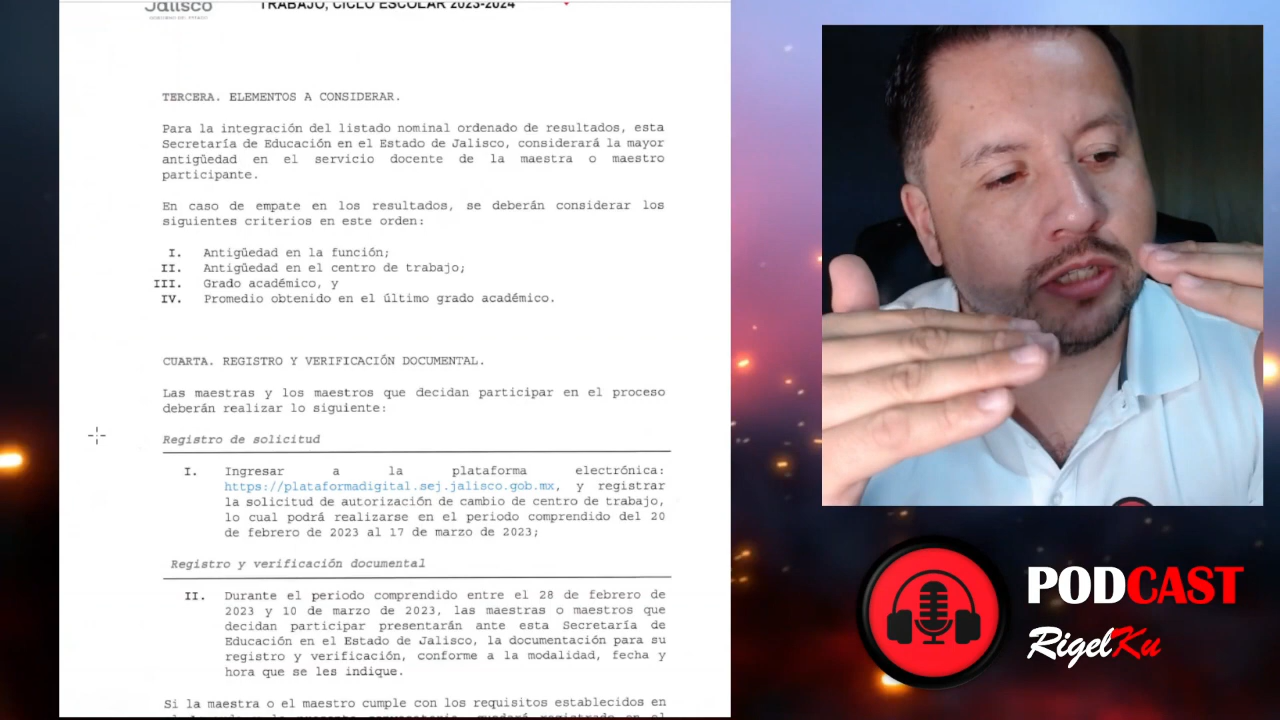 Jalisco
GOBIERNO DEL ESTADO
TRABAJO, CICLO ESCOLAR 2023-2024
TERCERA. ELEMENTOS A CONSIDERAR.
Para la integración del listado nominal ordenado de resultados, esta
Secretaría de Educación en el Estado de Jalisco, considerará la mayor
antigüedad en el servicio docente de la maestra o maestro
participante.
En caso de empate en los resultados, se deberán considerar los
siguientes criterios en este orden:
I. Antigüedad en la función;
II. Antigüedad en el centro de trabajo;
III. Grado académico, y
IV. Promedio obtenido en el último grado académico.
CUARTA. REGISTRO Y VERIFICACIÓN DOCUMENTAL.
Las maestras y los maestros que decidan participar en el proceso
deberán realizar lo siguiente:
Registro de solicitud
I. Ingresar a la plataforma electrónica:
https://plataformadigital.sej.jalisco.gob.mx, y registrar
la solicitud de autorización de cambio de centro de trabajo,
lo cual podrá realizarse en el periodo comprendido del 20
de febrero de 2023 al 17 de marzo de 2023;
Registro y verificación documental
II. Durante el periodo comprendido entre el 28 de febrero de
2023 y 10 de marzo de 2023, las maestras o maestros que
decidan participar presentarán ante esta Secretaría de
Educación en el Estado de Jalisco, la documentación para su
registro y verificación, conforme a la modalidad, fecha y
hora que se les indique.
Si la maestra o el maestro cumple con los requisitos establecidos en
PODCAST
RigelKu